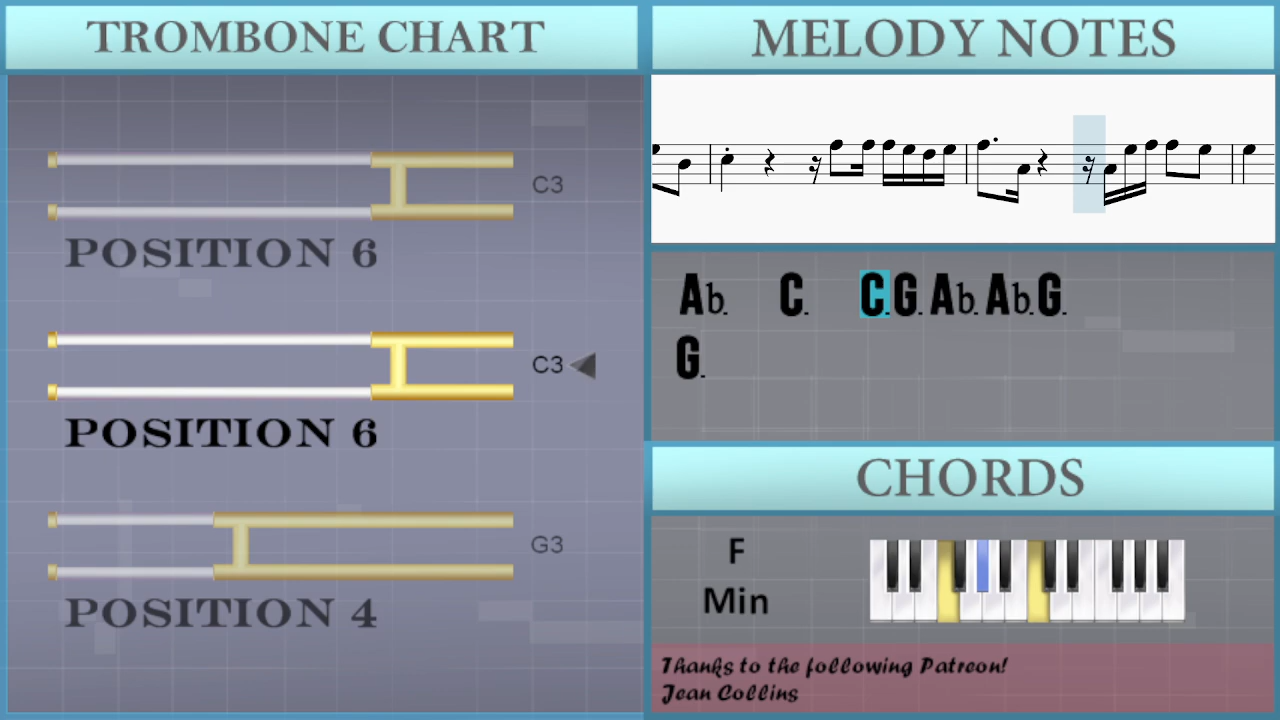 TROMBONE CHART
C3
POSITION 6
C3
POSITION 6
G3
POSITION 4
MELODY NOTES
Ab. C. C. G. Ab. Ab. G.
G.
CHORDS
F
Min
Thanks to the following Patreon!
Jean Collins